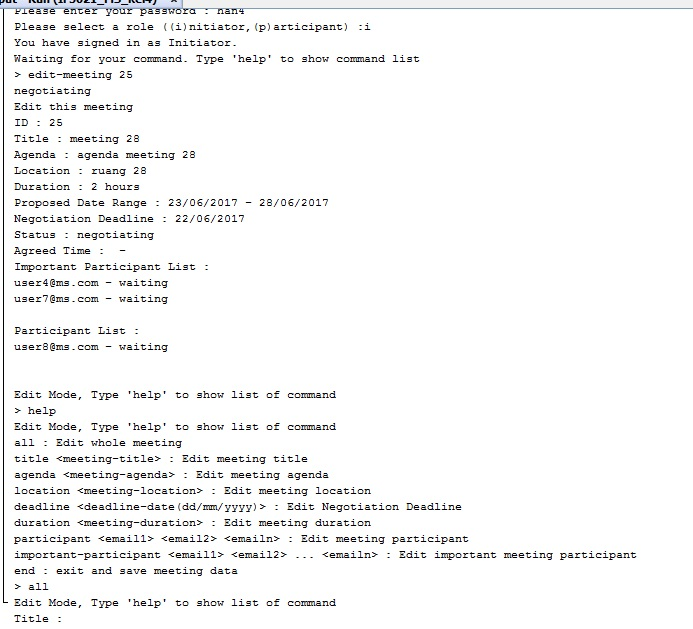 put - Run (IF3021_MS_Kel4) ×
Please enter your password : nan4
Please select a role ((i)nitiator,(p)articipant) :i
You have signed in as Initiator.
Waiting for your command. Type 'help' to show command list
> edit-meeting 25
negotiating
Edit this meeting
ID : 25
Title : meeting 28
Agenda : agenda meeting 28
Location : ruang 28
Duration : 2 hours
Proposed Date Range : 23/06/2017 - 28/06/2017
Negotiation Deadline : 22/06/2017
Status : negotiating
Agreed Time :  -
Important Participant List :
user4@ms.com - waiting
user7@ms.com - waiting
Participant List :
user8@ms.com - waiting
Edit Mode, Type 'help' to show list of command
> help
Edit Mode, Type 'help' to show list of command
all : Edit whole meeting
title <meeting-title> : Edit meeting title
agenda <meeting-agenda> : Edit meeting agenda
location <meeting-location> : Edit meeting location
deadline <deadline-date(dd/mm/yyyy)> : Edit Negotiation Deadline
duration <meeting-duration> : Edit meeting duration
participant <email1> <email2> <emailn> : Edit meeting participant
important-participant <email1> <email2> ... <emailn> : Edit important meeting participant
end : exit and save meeting data
> all
Edit Mode, Type 'help' to show list of command
Title :